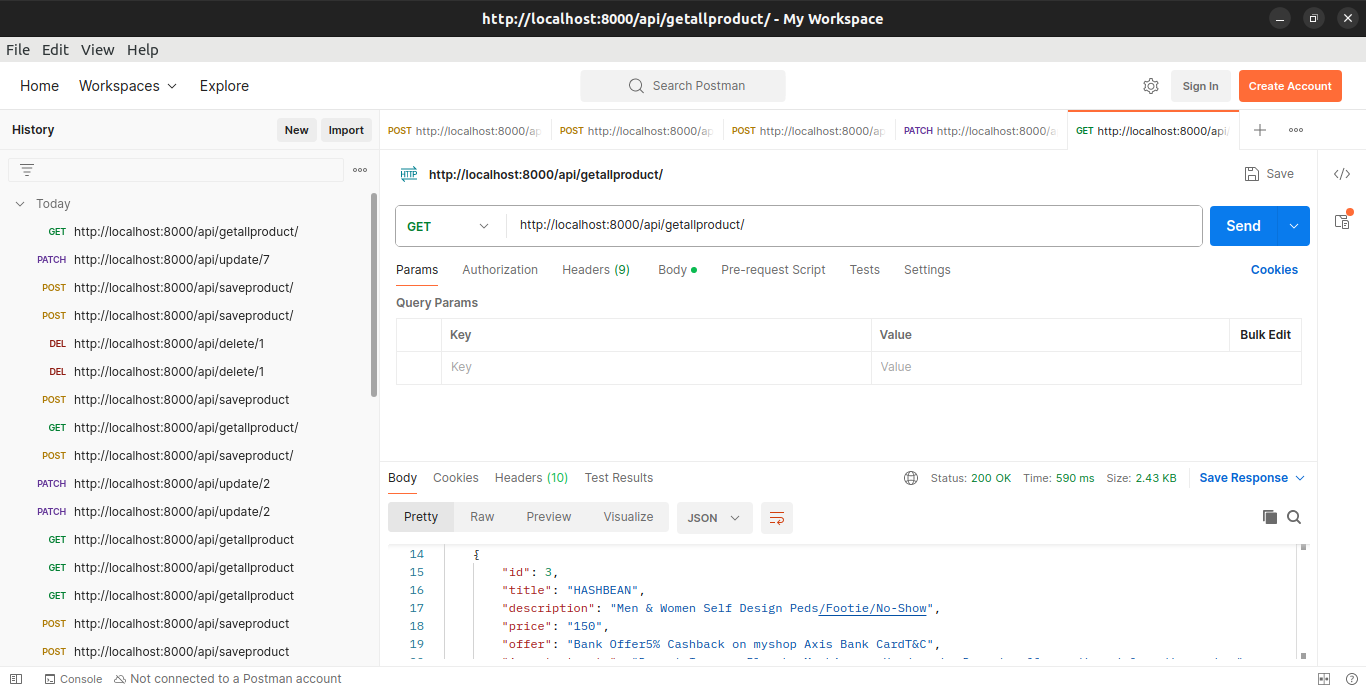 http://localhost:8000/api/getallproduct/ - My Workspace
File Edit View Help
Home Workspaces Explore
Search Postman
Sign In
Create Account
History
New
Import
POST http://localhost:8000/ap
POST http://localhost:8000/ap
POST http://localhost:8000/ap
PATCH http://localhost:8000/a
GET http://localhost:8000/api/
Today
GET http://localhost:8000/api/getallproduct/
PATCH http://localhost:8000/api/update/7
POST http://localhost:8000/api/saveproduct/
POST http://localhost:8000/api/saveproduct/
DEL http://localhost:8000/api/delete/1
DEL http://localhost:8000/api/delete/1
POST http://localhost:8000/api/saveproduct
GET http://localhost:8000/api/getallproduct/
POST http://localhost:8000/api/saveproduct/
PATCH http://localhost:8000/api/update/2
PATCH http://localhost:8000/api/update/2
GET http://localhost:8000/api/getallproduct
GET http://localhost:8000/api/getallproduct
GET http://localhost:8000/api/getallproduct
POST http://localhost:8000/api/saveproduct
POST http://localhost:8000/api/saveproduct
HTTP http://localhost:8000/api/getallproduct/
Save
</>
GET http://localhost:8000/api/getallproduct/
Send
Params Authorization Headers (9) Body Pre-request Script Tests Settings Cookies
Query Params
Key Value Bulk Edit
Key Value
Body Cookies Headers (10) Test Results
Status: 200 OK Time: 590 ms Size: 2.43 KB Save Response
Pretty Raw Preview Visualize JSON
14 {
15 "id": 3,
16 "title": "HASHBEAN",
17 "description": "Men & Women Self Design Peds/Footie/No-Show",
18 "price": "150",
19 "offer": "Bank Offer5% Cashback on myshop Axis Bank CardT&C",
Console Not connected to a Postman account